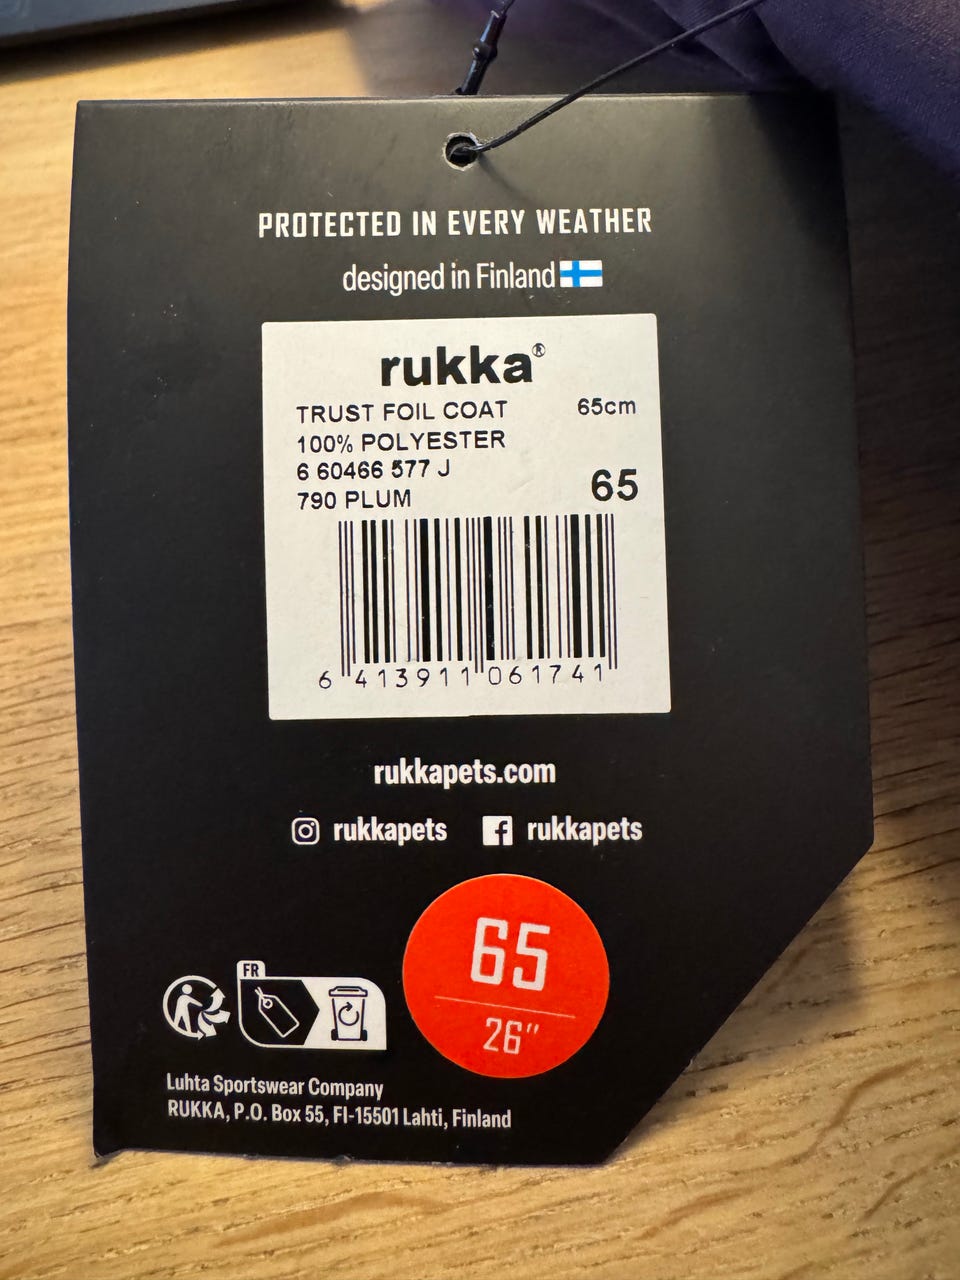 PROTECTED IN EVERY WEATHER
designed in Finland
rukka®
TRUST FOIL COAT 65cm
100% POLYESTER
6 60466 577 J
790 PLUM 65
6 413911 061741
rukkapets.com
rukkapets rukkapets
65
26"
FR
Luhta Sportswear Company
RUKKA, P.O. Box 55, FI-15501 Lahti, Finland